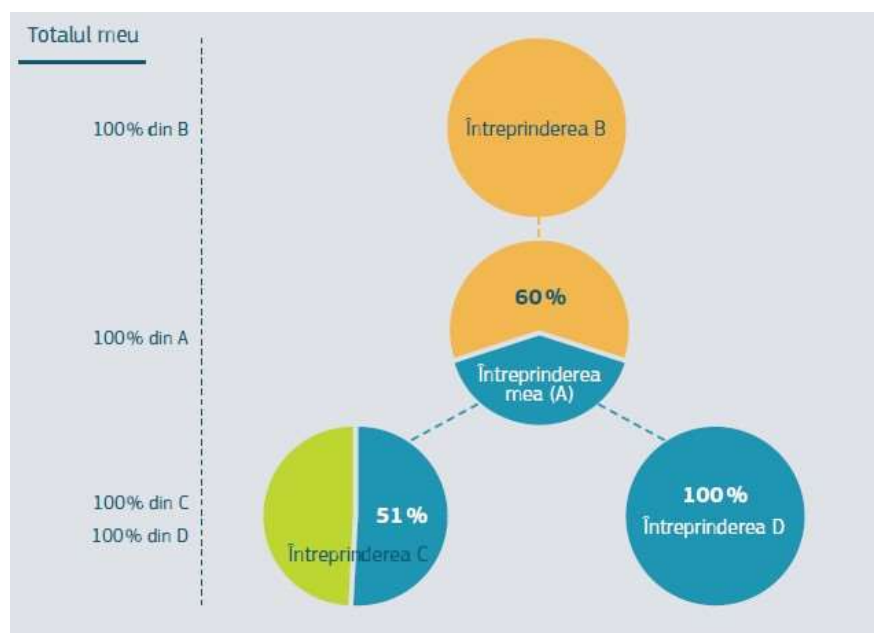 Totalul meu
100% din B
Întreprinderea B
60%
100% din A
Întreprinderea
mea (A)
100% din C
100% din D
51%
Întreprinderea C
100%
Întreprinderea D